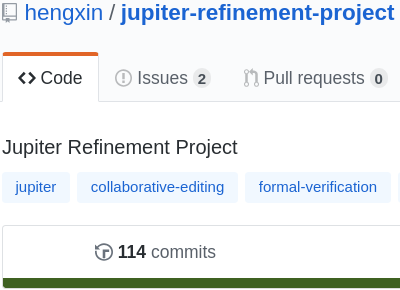 hengxin / jupiter-refinement-project
Code Issues 2 Pull requests 0
Jupiter Refinement Project
jupiter collaborative-editing formal-verification
114 commits